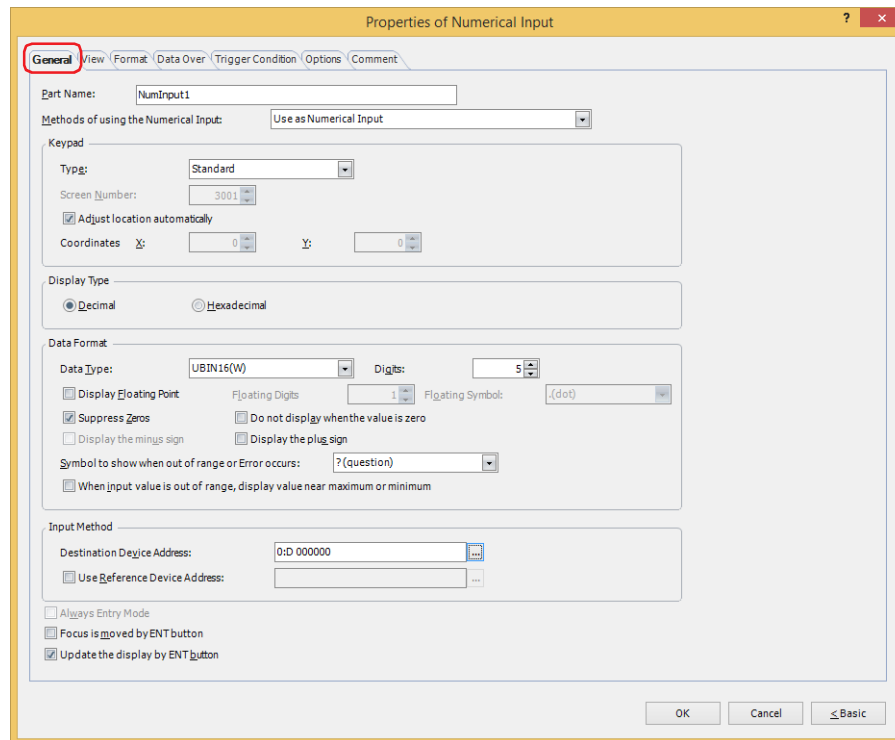 Properties of Numerical Input
? ×
General View Format Data Over Trigger Condition Options Comment
Part Name: NumInput1
Methods of using the Numerical Input: Use as Numerical Input
Keypad
Type: Standard
Screen Number: 3001
Adjust location automatically
Coordinates X: 0 Y: 0
Display Type
Decimal Hexadecimal
Data Format
Data Type: UBIN16(W) Digits: 5
Display Floating Point Floating Digits 1 Floating Symbol: .(dot)
Suppress Zeros Do not display when the value is zero
Display the minus sign Display the plus sign
Symbol to show when out of range or Error occurs: ? (question)
When input value is out of range, display value near maximum or minimum
Input Method
Destination Device Address: 0:D 000000 ...
Use Reference Device Address: ...
Always Entry Mode
Focus is moved by ENT button
Update the display by ENT button
OK Cancel < Basic